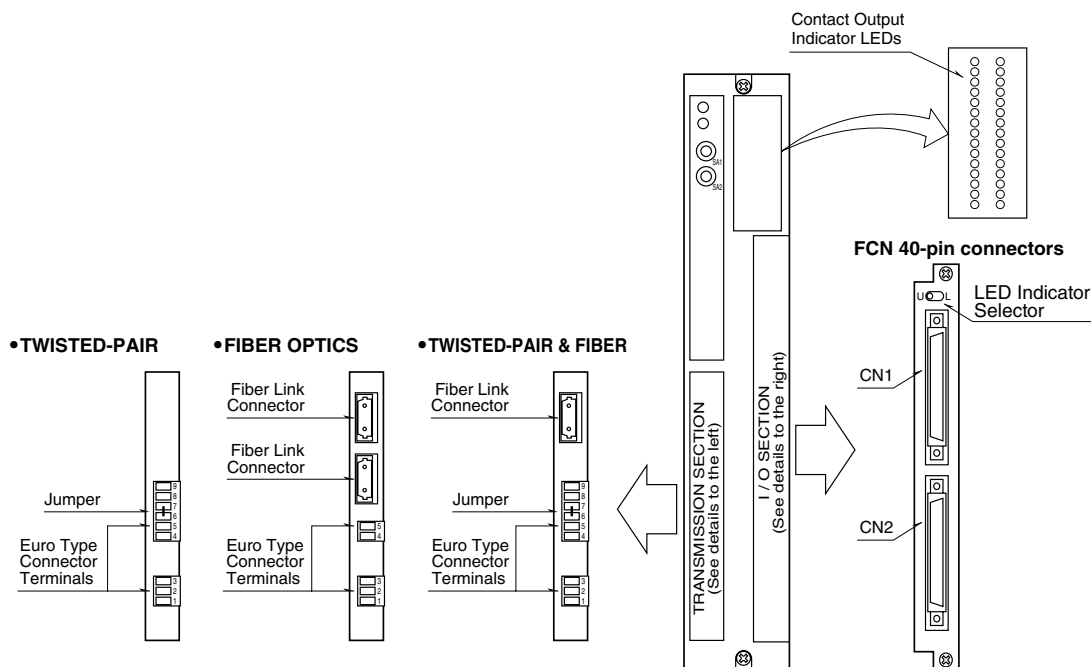 Contact Output
Indicator LEDs
SA1
SA2
FCN 40-pin connectors
U L
LED Indicator
Selector
CN1
CN2
TRANSMISSION SECTION
(See details to the left)
I / O SECTION
(See details to the right)
•TWISTED-PAIR
Jumper
Euro Type
Connector
Terminals
9
8
7
6
5
4
3
2
1
•FIBER OPTICS
Fiber Link
Connector
Fiber Link
Connector
Euro Type
Connector
Terminals
5
4
3
2
1
•TWISTED-PAIR & FIBER
Fiber Link
Connector
Jumper
Euro Type
Connector
Terminals
9
8
7
6
5
4
3
2
1